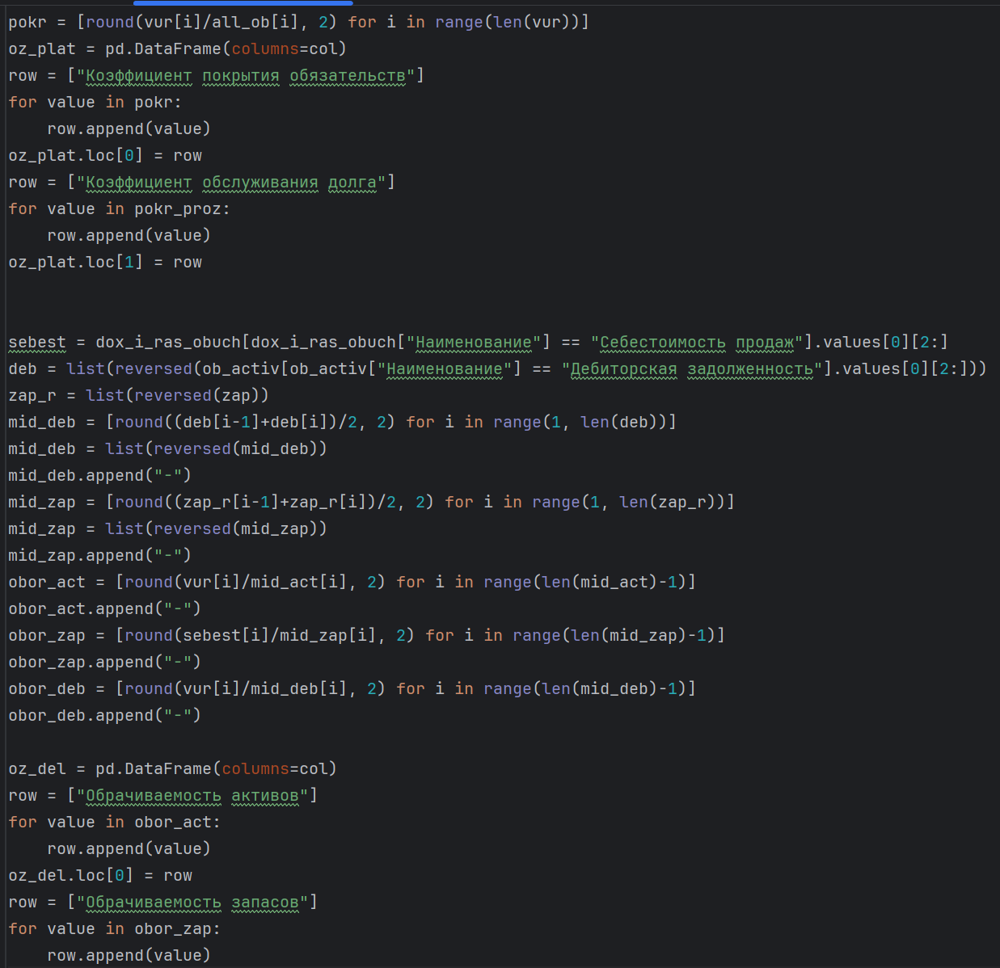 pokr = [round(vur[i]/all_ob[i], 2) for i in range(len(vur))]
oz_plat = pd.DataFrame(columns=col)
row = ["Коэффициент покрытия обязательств"]
for value in pokr:
    row.append(value)
oz_plat.loc[0] = row
row = ["Коэффициент обслуживания долга"]
for value in pokr_proz:
    row.append(value)
oz_plat.loc[1] = row
sebest = dox_i_ras_obuch[dox_i_ras_obuch["Наименование"] == "Себестоимость продаж"].values[0][2:]
deb = list(reversed(ob_activ[ob_activ["Наименование"] == "Дебиторская задолженность"].values[0][2:]))
zap_r = list(reversed(zap))
mid_deb = [round((deb[i-1]+deb[i])/2, 2) for i in range(1, len(deb))]
mid_deb = list(reversed(mid_deb))
mid_deb.append("-")
mid_zap = [round((zap_r[i-1]+zap_r[i])/2, 2) for i in range(1, len(zap_r))]
mid_zap = list(reversed(mid_zap))
mid_zap.append("-")
obor_act = [round(vur[i]/mid_act[i], 2) for i in range(len(mid_act)-1)]
obor_act.append("-")
obor_zap = [round(sebest[i]/mid_zap[i], 2) for i in range(len(mid_zap)-1)]
obor_zap.append("-")
obor_deb = [round(vur[i]/mid_deb[i], 2) for i in range(len(mid_deb)-1)]
obor_deb.append("-")
oz_del = pd.DataFrame(columns=col)
row = ["Обрачиваемость активов"]
for value in obor_act:
    row.append(value)
oz_del.loc[0] = row
row = ["Обрачиваемость запасов"]
for value in obor_zap:
    row.append(value)